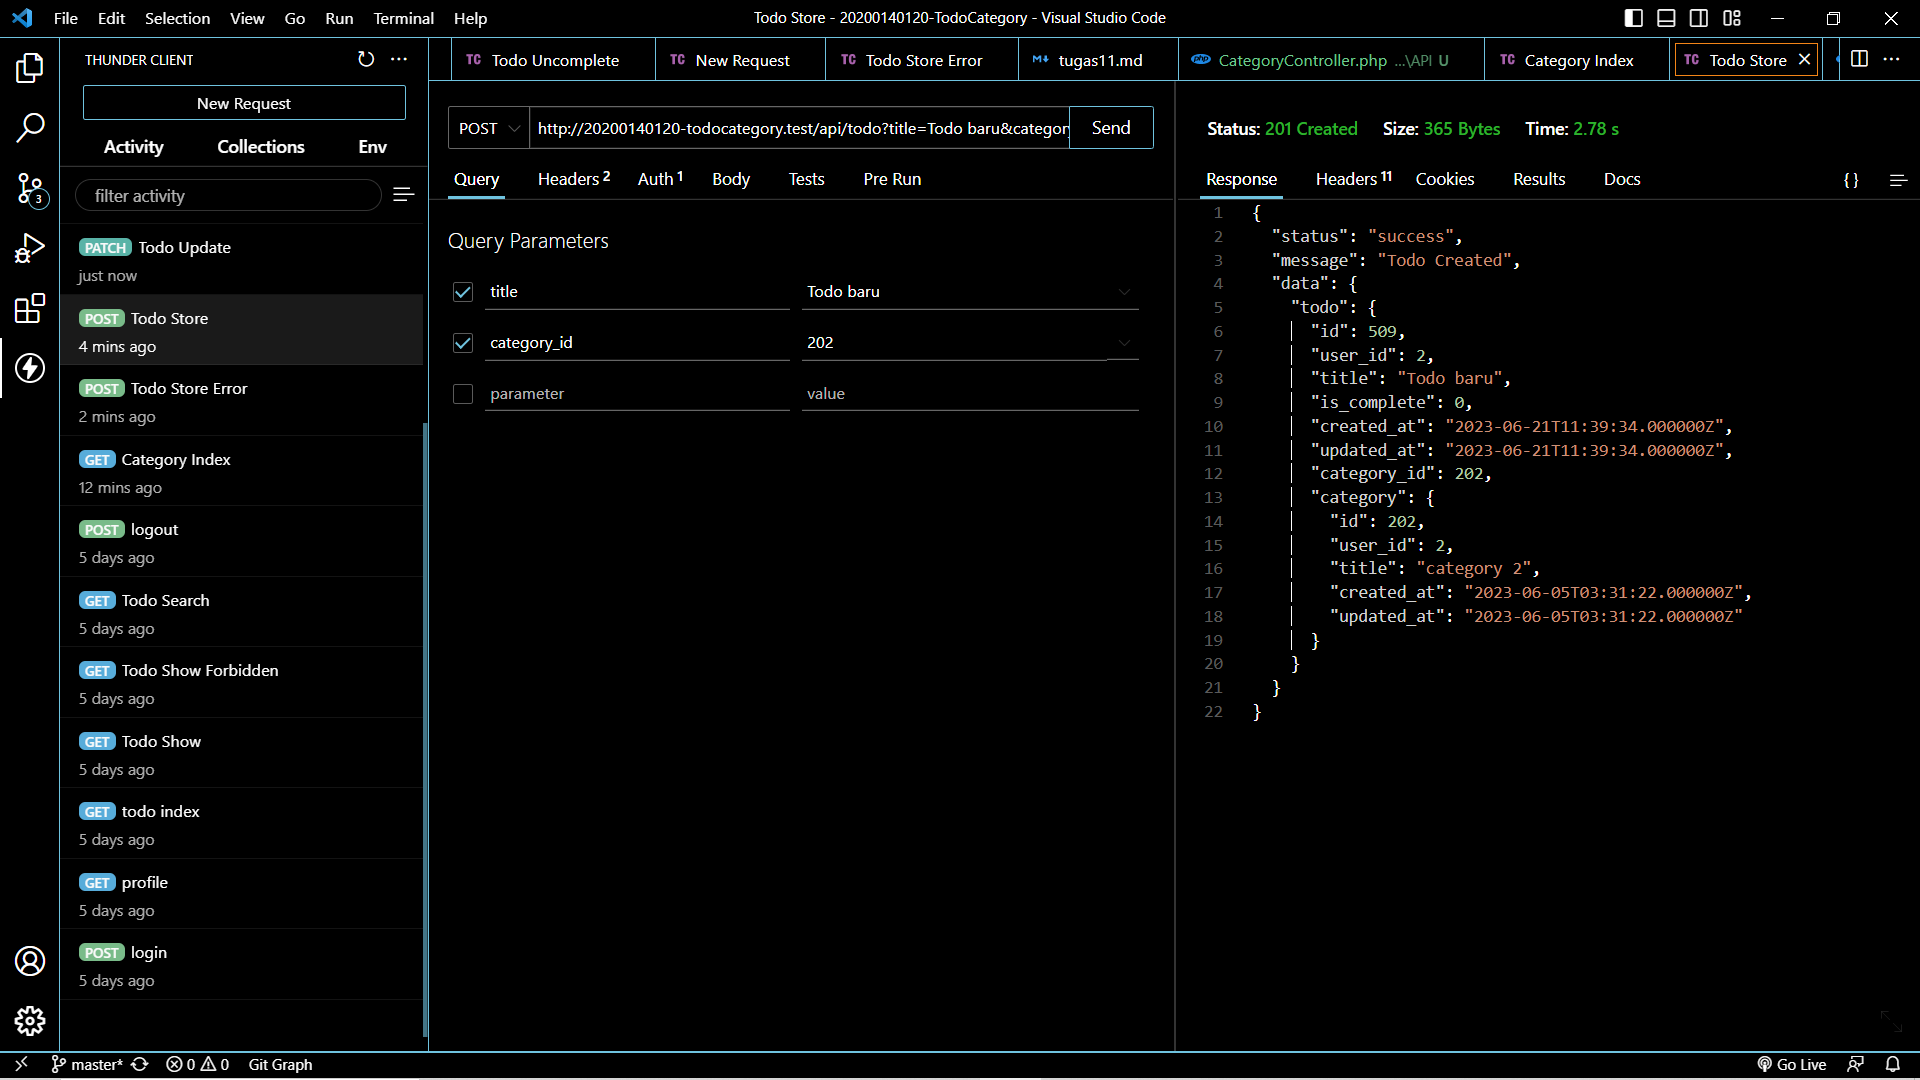 File Edit Selection View Go Run Terminal Help
Todo Store - 20200140120-TodoCategory - Visual Studio Code
THUNDER CLIENT
New Request
Activity Collections Env
filter activity
PATCH Todo Update
just now
POST Todo Store
4 mins ago
POST Todo Store Error
2 mins ago
GET Category Index
12 mins ago
POST logout
5 days ago
GET Todo Search
5 days ago
GET Todo Show Forbidden
5 days ago
GET Todo Show
5 days ago
GET todo index
5 days ago
GET profile
5 days ago
POST login
5 days ago
3
TC Todo Uncomplete
TC New Request
TC Todo Store Error
M↓ tugas11.md
php CategoryController.php ...\API U
TC Category Index
TC Todo Store
POST http://20200140120-todocategory.test/api/todo?title=Todo baru&category Send
Query Headers 2 Auth 1 Body Tests Pre Run
Query Parameters
title Todo baru
category_id 202
parameter value
Status: 201 Created Size: 365 Bytes Time: 2.78 s
Response Headers 11 Cookies Results Docs {}
1 {
2 "status": "success",
3 "message": "Todo Created",
4 "data": {
5 "todo": {
6 "id": 509,
7 "user_id": 2,
8 "title": "Todo baru",
9 "is_complete": 0,
10 "created_at": "2023-06-21T11:39:34.000000Z",
11 "updated_at": "2023-06-21T11:39:34.000000Z",
12 "category_id": 202,
13 "category": {
14 "id": 202,
15 "user_id": 2,
16 "title": "category 2",
17 "created_at": "2023-06-05T03:31:22.000000Z",
18 "updated_at": "2023-06-05T03:31:22.000000Z"
19 }
20 }
21 }
22 }
master* 0 0 Git Graph
Go Live